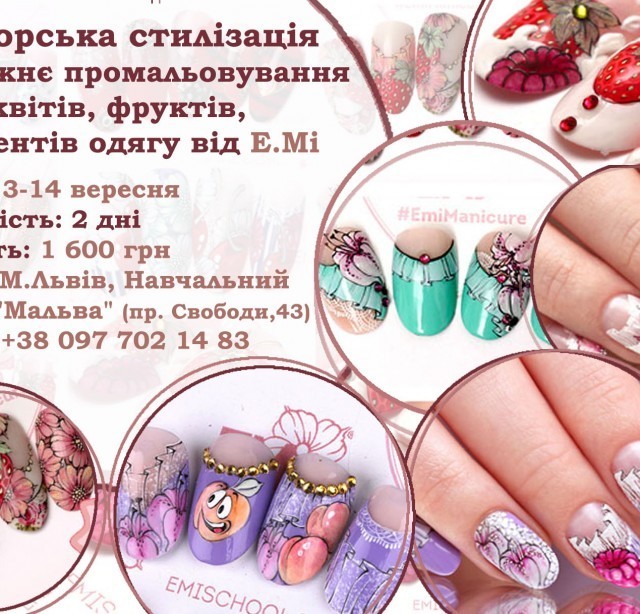 орська стилізація
жнє промальовування
квітів, фруктів,
ентів одягу від Е.Мі
3-14 вересня
ість: 2 дні
ть: 1 600 грн
М.Львів, Навчальний
"Мальва" (пр. Свободи,43)
+38 097 702 14 83
#EmiManicure
EMISCHOOL